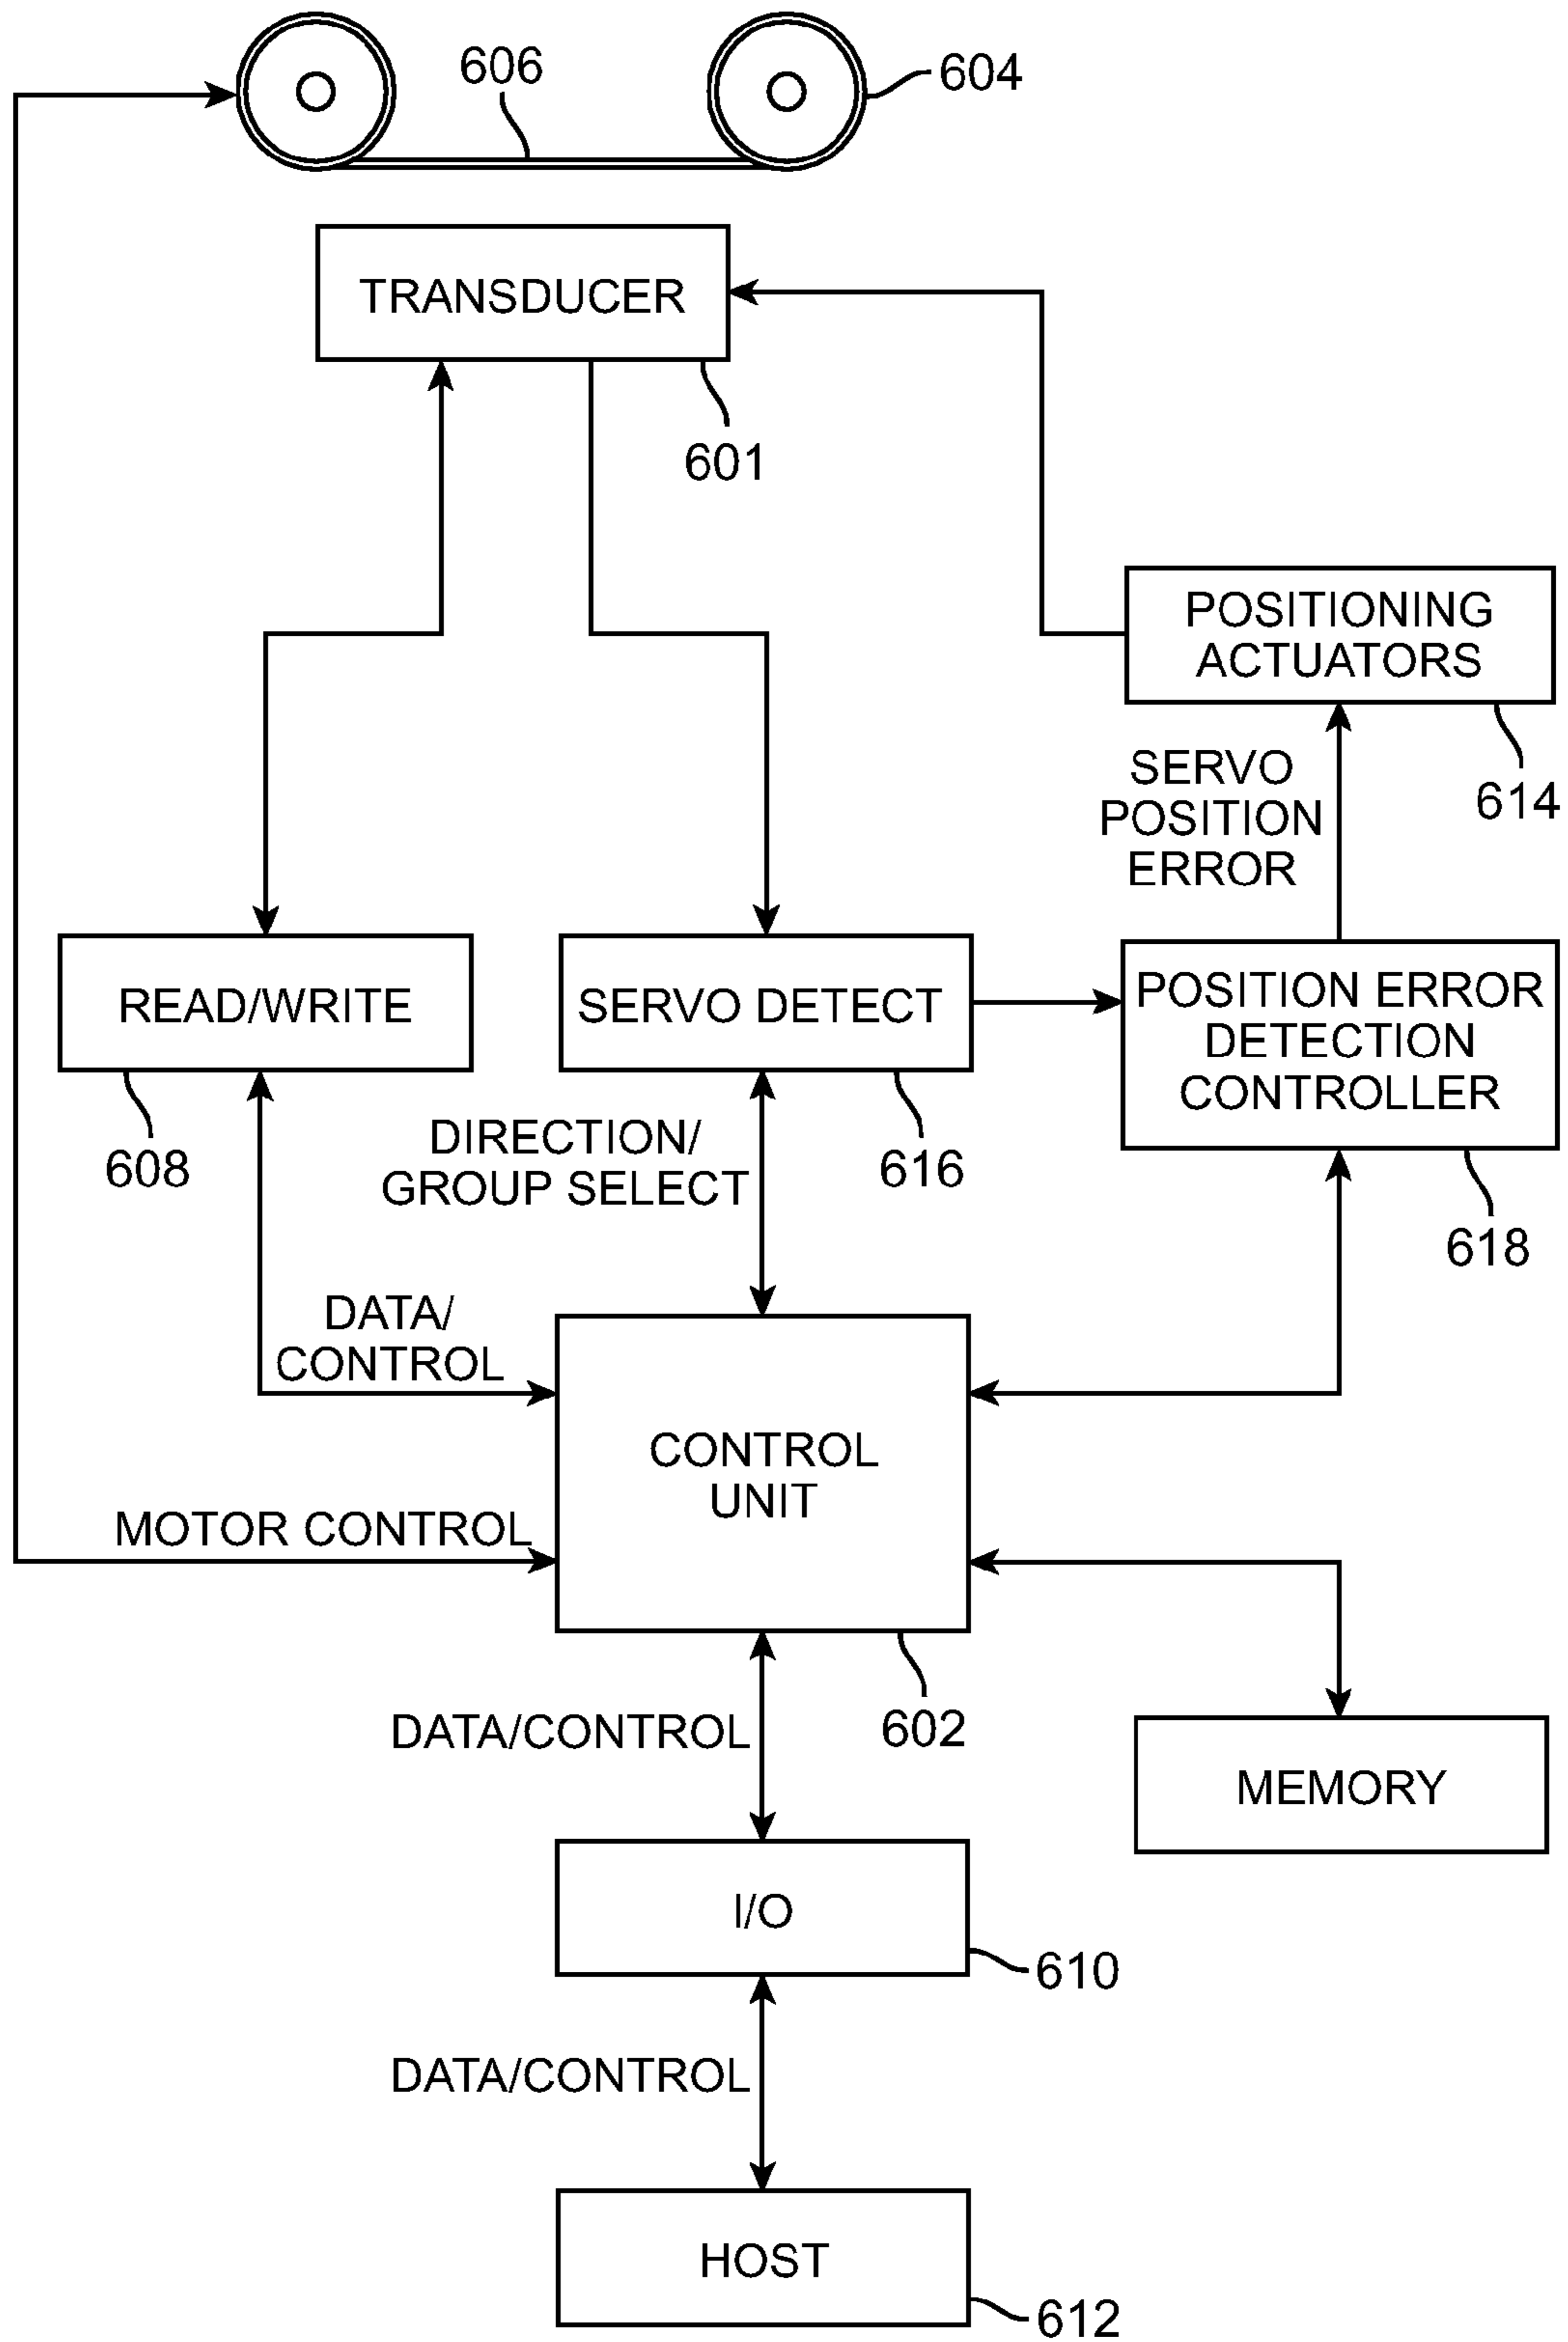 606
604
TRANSDUCER
601
POSITIONING
ACTUATORS
614
SERVO
POSITION
ERROR
READ/WRITE
608
SERVO DETECT
616
POSITION ERROR
DETECTION
CONTROLLER
618
DIRECTION/
GROUP SELECT
DATA/
CONTROL
CONTROL
UNIT
602
MOTOR CONTROL
DATA/CONTROL
MEMORY
I/O
610
DATA/CONTROL
HOST
612